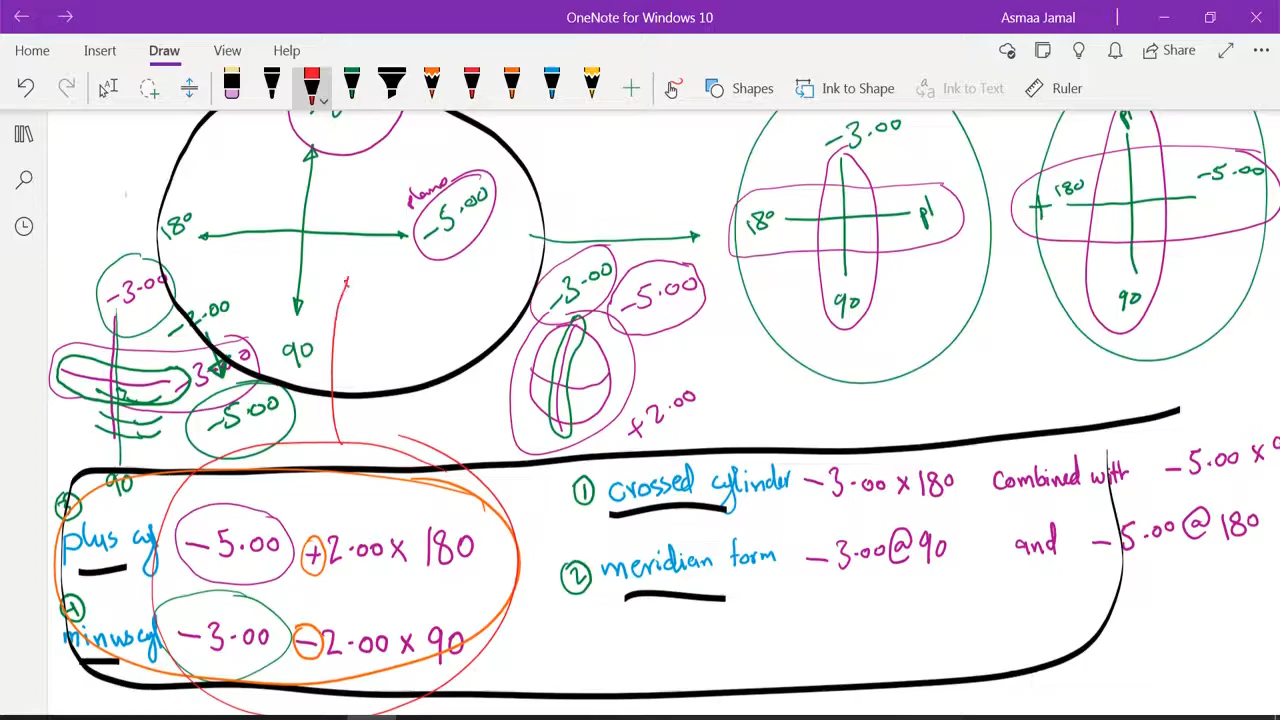 OneNote for Windows 10
Asmaa Jamal
Home Insert Draw View Help
Share
Shapes
Ink to Shape
Ink to Text
Ruler
180
plano
-5.00
90
-3.00
-2.00
-3.00
-5.00
90
-3.00
-5.00
+2.00
-3.00
180
pl
90
pl
180
-5.00
90
① crossed cylinder -3.00 x 180 Combined with -5.00 x
② meridian form -3.00@90 and -5.00@180
plus cyl -5.00 +2.00 x 180
④ minus cyl -3.00 -2.00 x 90